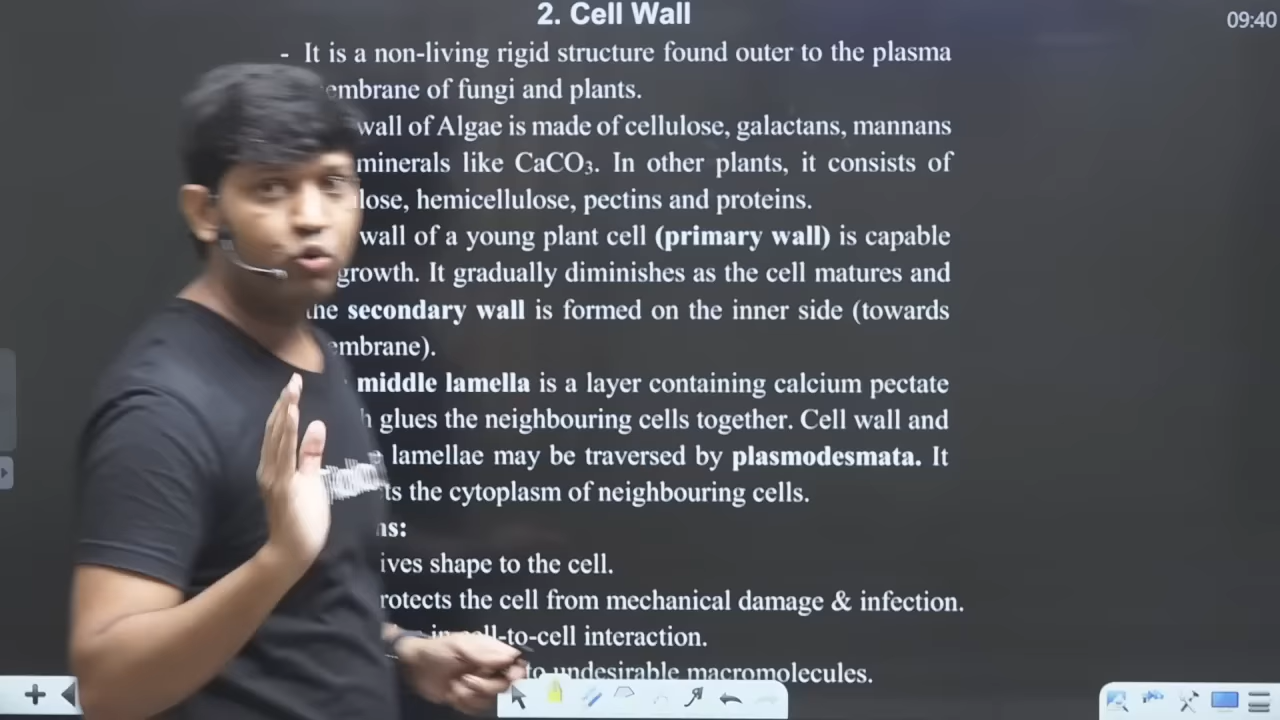 2. Cell Wall
09:40
- It is a non-living rigid structure found outer to the plasma
embrane of fungi and plants.
wall of Algae is made of cellulose, galactans, mannans
minerals like CaCO₃. In other plants, it consists of
lose, hemicellulose, pectins and proteins.
wall of a young plant cell (primary wall) is capable
growth. It gradually diminishes as the cell matures and
the secondary wall is formed on the inner side (towards
embrane).
middle lamella is a layer containing calcium pectate
h glues the neighbouring cells together. Cell wall and
lamellae may be traversed by plasmodesmata. It
ts the cytoplasm of neighbouring cells.
ns:
ives shape to the cell.
rotects the cell from mechanical damage & infection.
in cell-to-cell interaction.
to undesirable macromolecules.